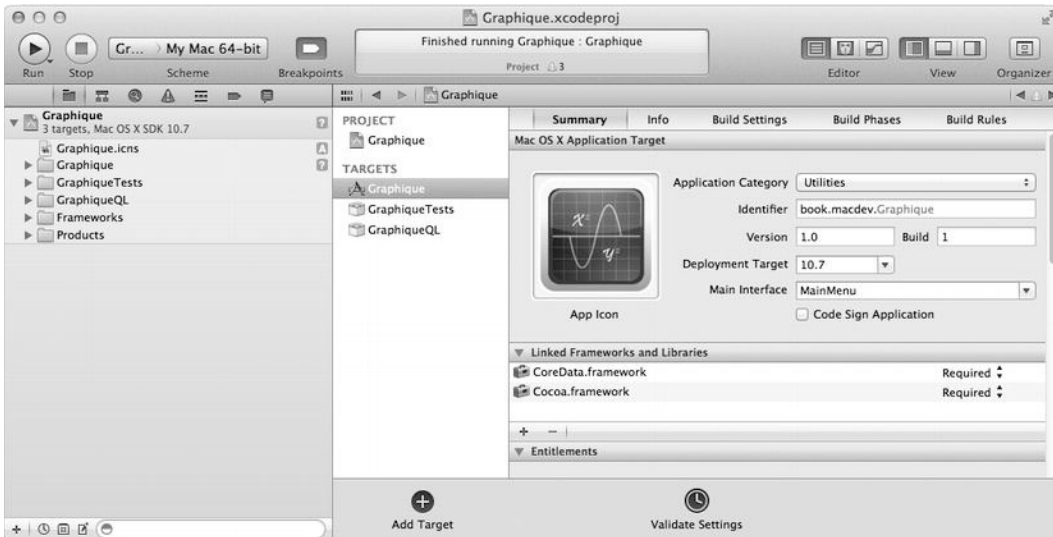 Graphique.xcodeproj
Gr... My Mac 64-bit
Finished running Graphique : Graphique
Project 3
Run Stop Scheme Breakpoints Editor View Organizer
Graphique
Graphique
3 targets, Mac OS X SDK 10.7
?
Graphique.icns A
Graphique ?
GraphiqueTests
GraphiqueQL
Frameworks
Products
PROJECT
Graphique
TARGETS
Graphique
GraphiqueTests
GraphiqueQL
Summary Info Build Settings Build Phases Build Rules
Mac OS X Application Target
App Icon
Application Category Utilities
Identifier book.macdev.Graphique
Version 1.0 Build 1
Deployment Target 10.7
Main Interface MainMenu
Code Sign Application
Linked Frameworks and Libraries
CoreData.framework Required
Cocoa.framework Required
Entitlements
Add Target Validate Settings